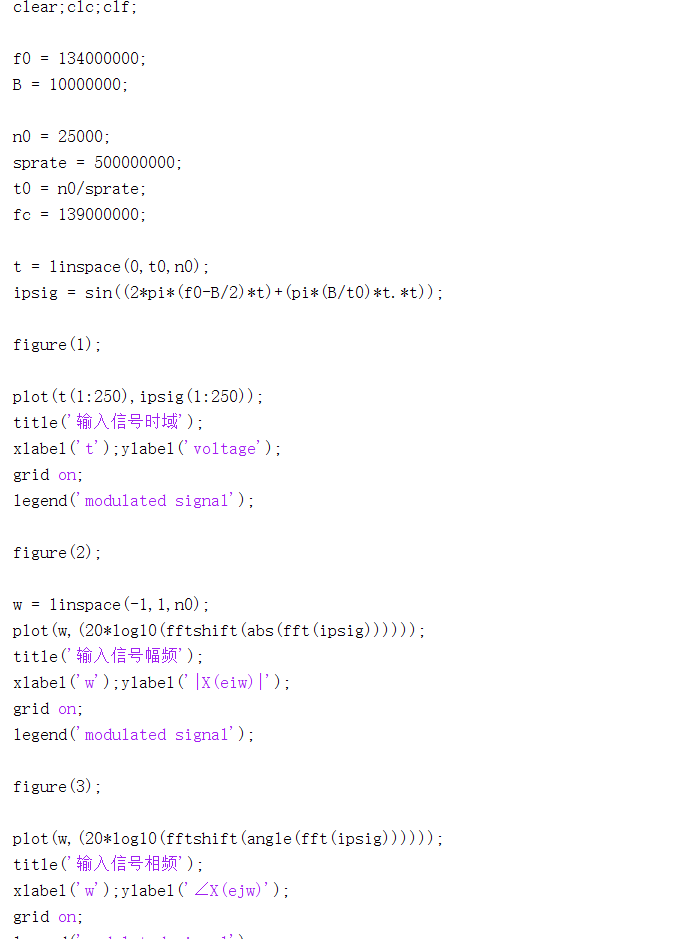 clear;clc;clf;
f0 = 134000000;
B = 10000000;
n0 = 25000;
sprate = 500000000;
t0 = n0/sprate;
fc = 139000000;
t = linspace(0,t0,n0);
ipsig = sin((2*pi*(f0-B/2)*t)+(pi*(B/t0)*t.*t));
figure(1);
plot(t(1:250),ipsig(1:250));
title('输入信号时域');
xlabel('t');ylabel('voltage');
grid on;
legend('modulated signal');
figure(2);
w = linspace(-1,1,n0);
plot(w,(20*log10(fftshift(abs(fft(ipsig))))));
title('输入信号幅频');
xlabel('w');ylabel('|X(eiw)|');
grid on;
legend('modulated signal');
figure(3);
plot(w,(20*log10(fftshift(angle(fft(ipsig))))));
title('输入信号相频');
xlabel('w');ylabel('∠X(ejw)');
grid on;